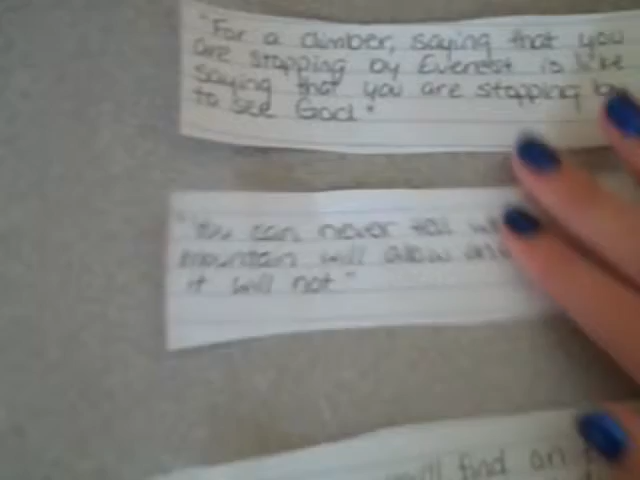 "For a climber, saying that you
are stopping by Everest is like
saying that you are stopping by
to see God"
"You can never tell
mountain will allow
it will not"
will find an